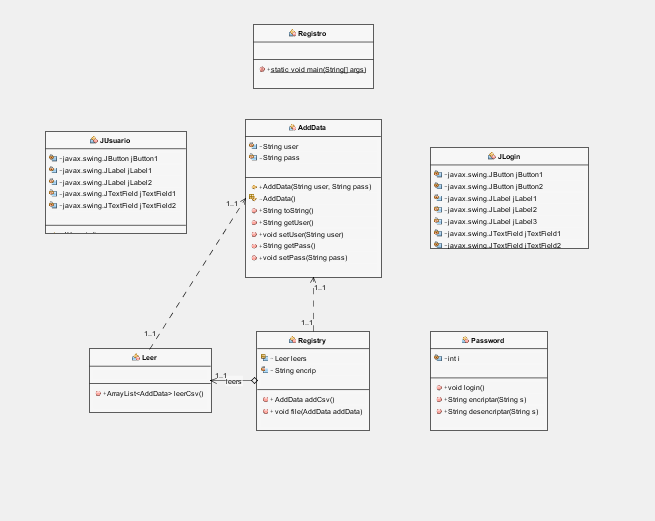 Registro
+static void main(String[] args)
AddData
-String user
-String pass
+AddData(String user, String pass)
~AddData()
+String toString()
+String getUser()
+void setUser(String user)
+String getPass()
+void setPass(String pass)
JUsuario
-javax.swing.JButton jButton1
-javax.swing.JLabel jLabel1
-javax.swing.JLabel jLabel2
-javax.swing.JTextField jTextField1
-javax.swing.JTextField jTextField2
JLogin
-javax.swing.JButton jButton1
-javax.swing.JButton jButton2
-javax.swing.JLabel jLabel1
-javax.swing.JLabel jLabel2
-javax.swing.JLabel jLabel3
-javax.swing.JTextField jTextField1
-javax.swing.JTextField jTextField2
1..1
1..1
1..1
1..1
Leer
+ArrayList<AddData> leerCsv()
1..1
leers
Registry
~ Leer leers
- String encrip
+ AddData addCsv()
+ void file(AddData addData)
Password
-int i
+void login()
+String encriptar(String s)
+String desencriptar(String s)